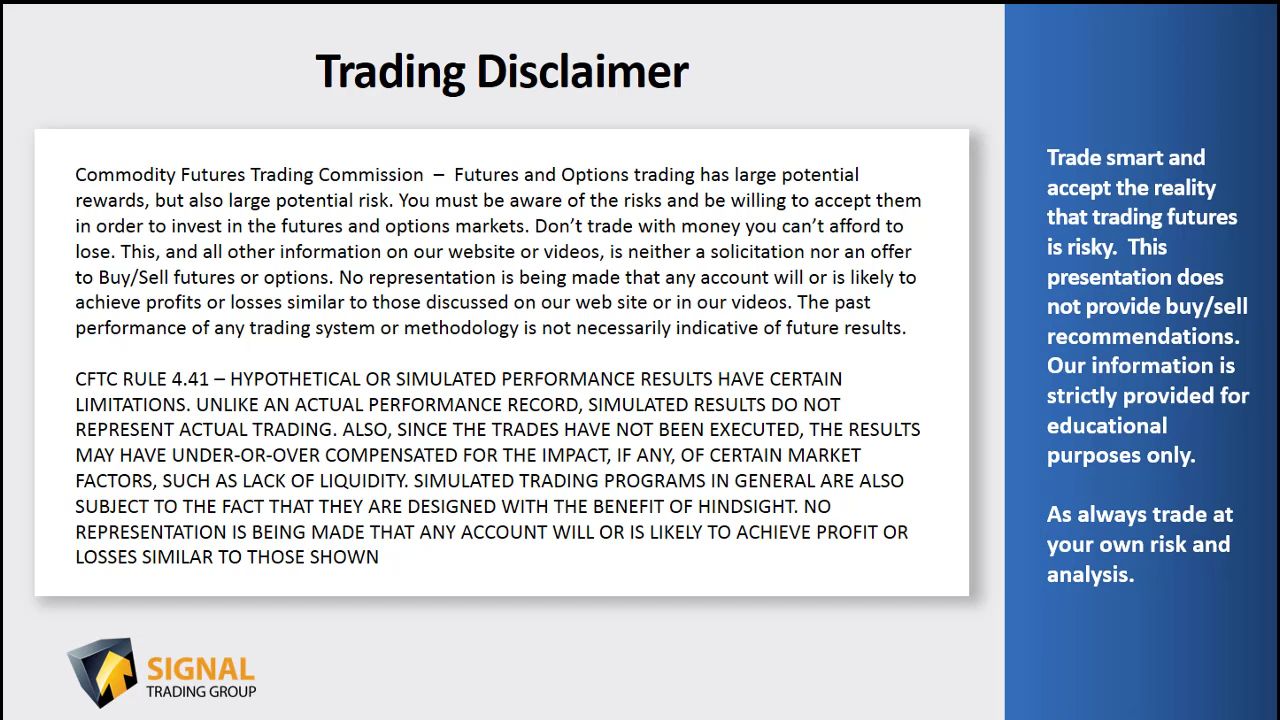 Trading Disclaimer
Commodity Futures Trading Commission – Futures and Options trading has large potential
rewards, but also large potential risk. You must be aware of the risks and be willing to accept them
in order to invest in the futures and options markets. Don’t trade with money you can’t afford to
lose. This, and all other information on our website or videos, is neither a solicitation nor an offer
to Buy/Sell futures or options. No representation is being made that any account will or is likely to
achieve profits or losses similar to those discussed on our web site or in our videos. The past
performance of any trading system or methodology is not necessarily indicative of future results.
CFTC RULE 4.41 – HYPOTHETICAL OR SIMULATED PERFORMANCE RESULTS HAVE CERTAIN
LIMITATIONS. UNLIKE AN ACTUAL PERFORMANCE RECORD, SIMULATED RESULTS DO NOT
REPRESENT ACTUAL TRADING. ALSO, SINCE THE TRADES HAVE NOT BEEN EXECUTED, THE RESULTS
MAY HAVE UNDER-OR-OVER COMPENSATED FOR THE IMPACT, IF ANY, OF CERTAIN MARKET
FACTORS, SUCH AS LACK OF LIQUIDITY. SIMULATED TRADING PROGRAMS IN GENERAL ARE ALSO
SUBJECT TO THE FACT THAT THEY ARE DESIGNED WITH THE BENEFIT OF HINDSIGHT. NO
REPRESENTATION IS BEING MADE THAT ANY ACCOUNT WILL OR IS LIKELY TO ACHIEVE PROFIT OR
LOSSES SIMILAR TO THOSE SHOWN
Trade smart and
accept the reality
that trading futures
is risky. This
presentation does
not provide buy/sell
recommendations.
Our information is
strictly provided for
educational
purposes only.
As always trade at
your own risk and
analysis.
SIGNAL
TRADING GROUP